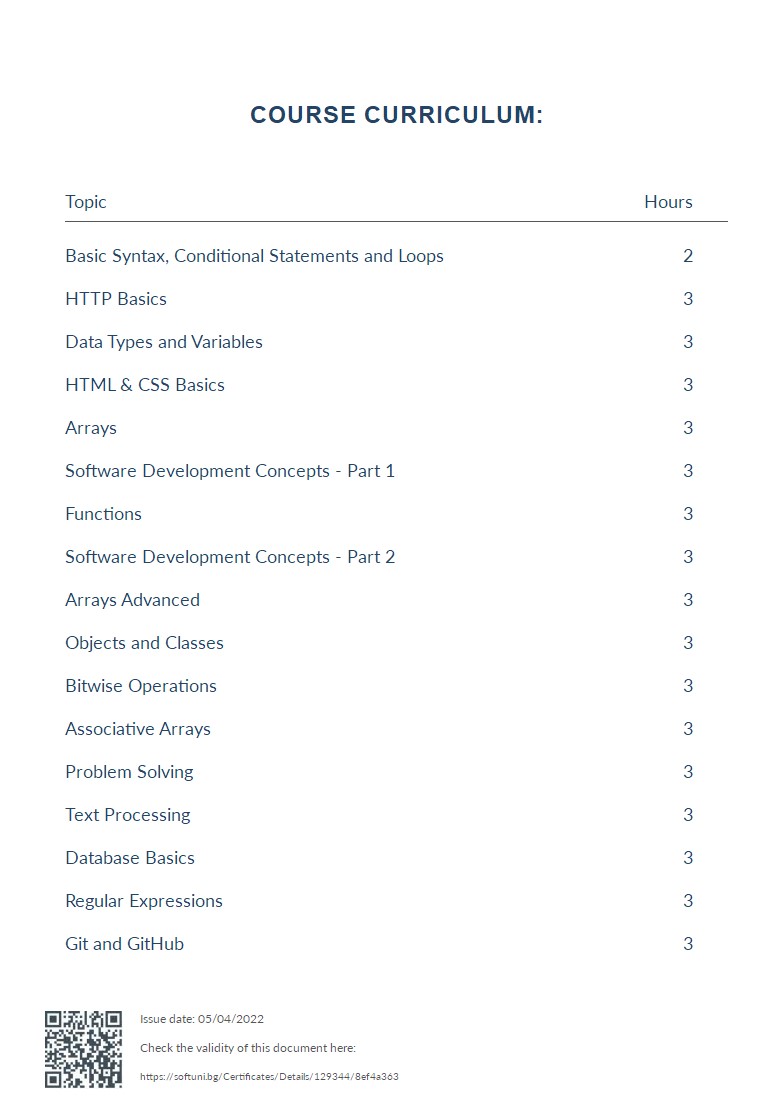 COURSE CURRICULUM:
Topic Hours
Basic Syntax, Conditional Statements and Loops 2
HTTP Basics 3
Data Types and Variables 3
HTML & CSS Basics 3
Arrays 3
Software Development Concepts - Part 1 3
Functions 3
Software Development Concepts - Part 2 3
Arrays Advanced 3
Objects and Classes 3
Bitwise Operations 3
Associative Arrays 3
Problem Solving 3
Text Processing 3
Database Basics 3
Regular Expressions 3
Git and GitHub 3
Issue date: 05/04/2022
Check the validity of this document here:
https://softuni.bg/Certificates/Details/129344/8ef4a363